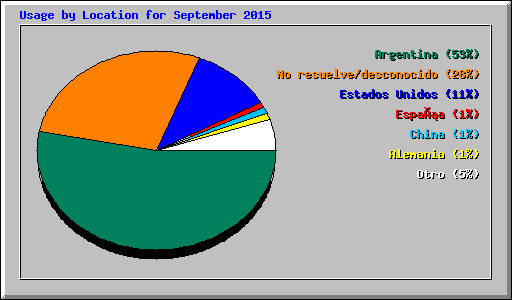 Usage by Location for September 2015
Argentina (53%)
No resuelve/desconocido (28%)
Estados Unidos (11%)
(1%)
China (1%)
Alemania (1%)
Otro (5%)